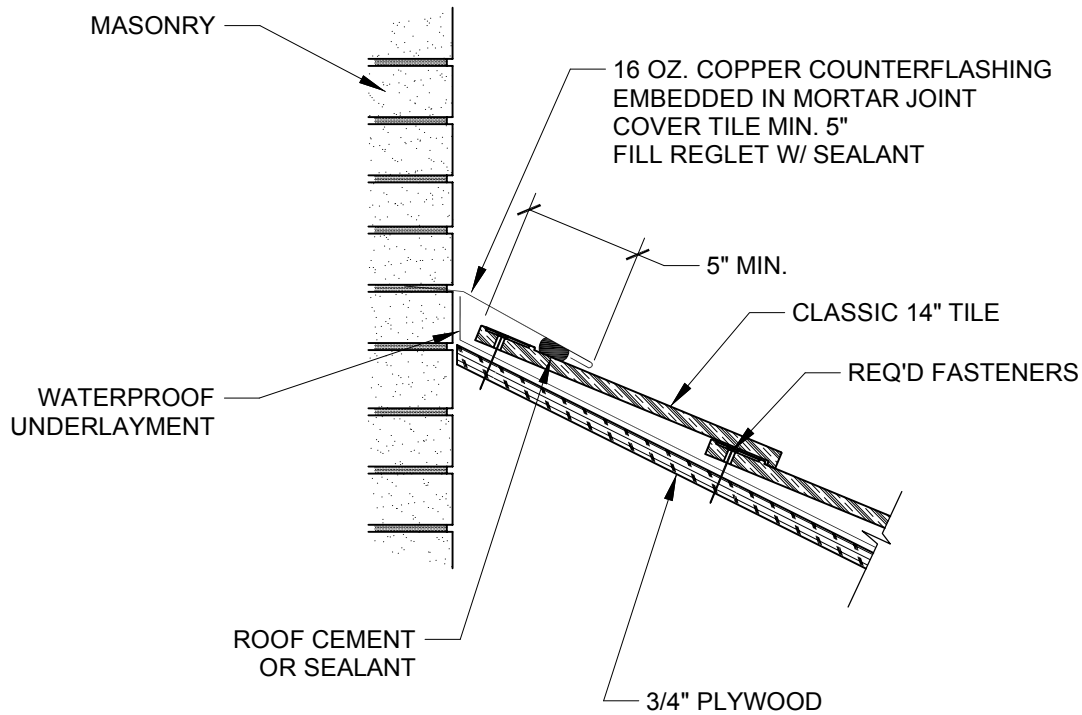 MASONRY
16 OZ. COPPER COUNTERFLASHING
EMBEDDED IN MORTAR JOINT
COVER TILE MIN. 5"
FILL REGLET W/ SEALANT
5" MIN.
CLASSIC 14" TILE
REQ'D FASTENERS
WATERPROOF
UNDERLAYMENT
ROOF CEMENT
OR SEALANT
3/4" PLYWOOD